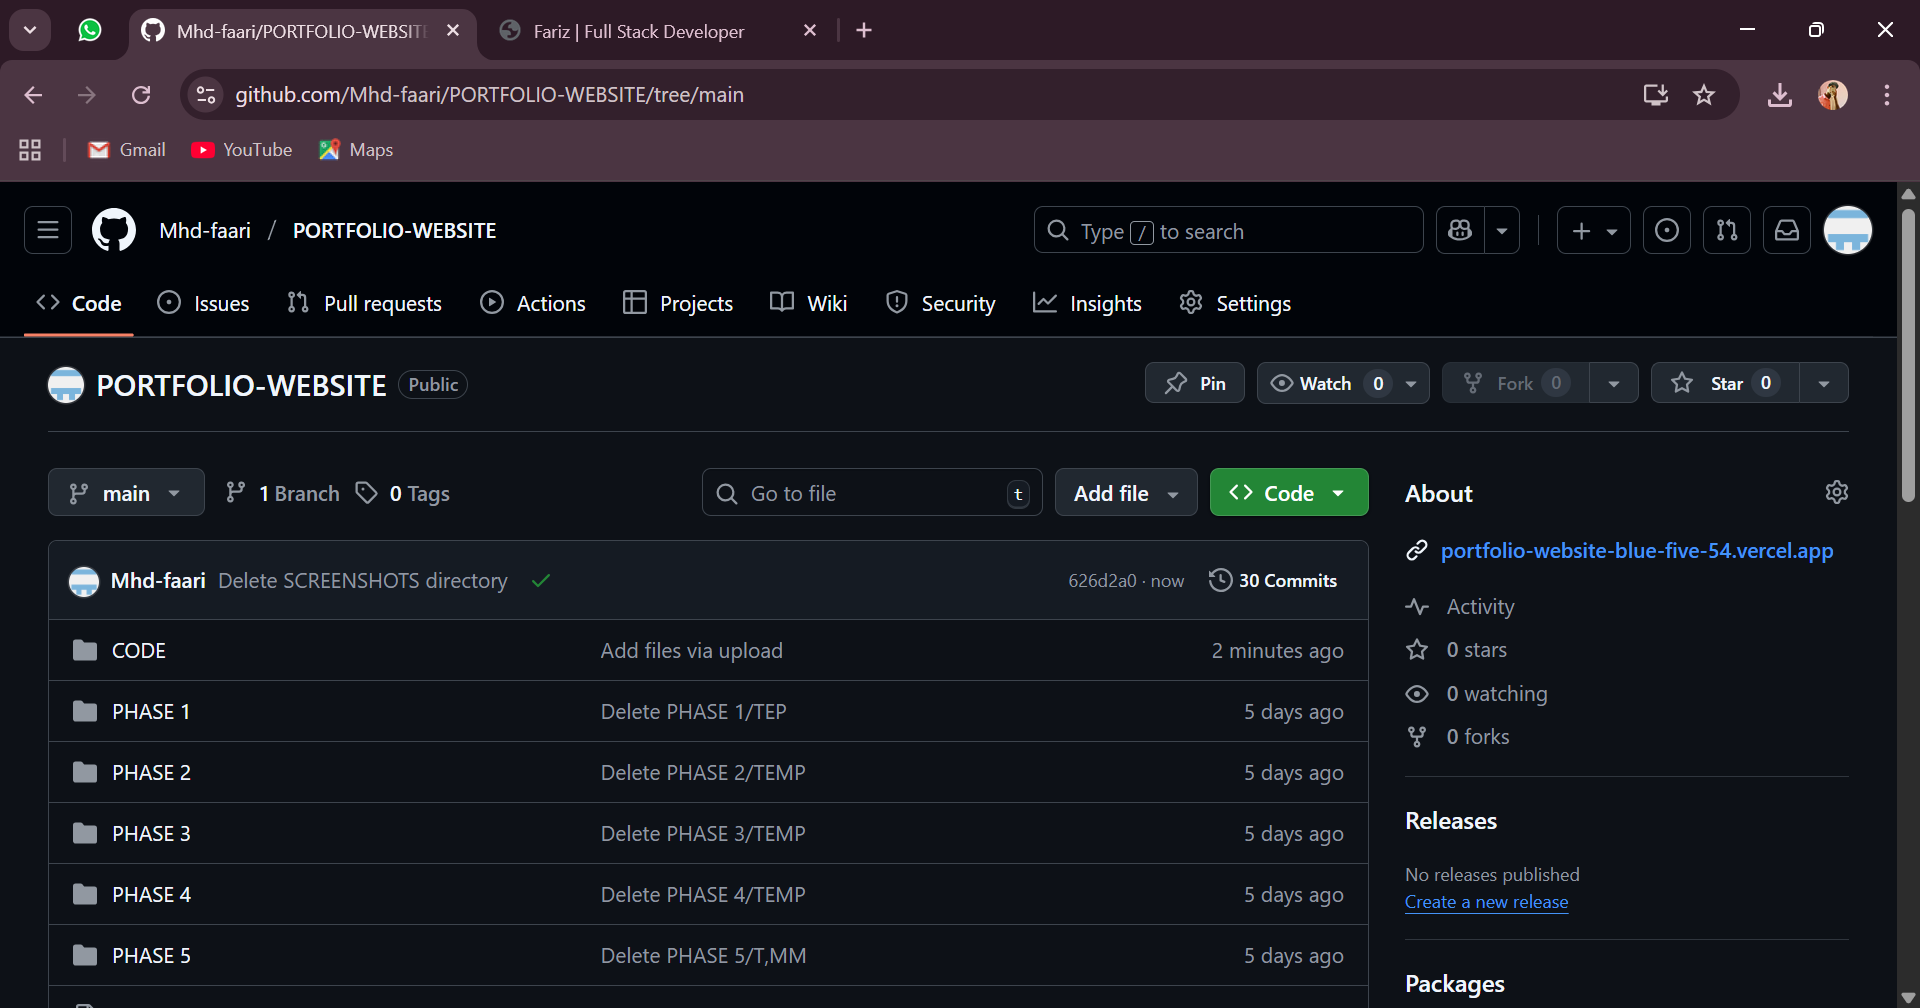 Mhd-faari/PORTFOLIO-WEBSITE
Fariz | Full Stack Developer
github.com/Mhd-faari/PORTFOLIO-WEBSITE/tree/main
Gmail
YouTube
Maps
Mhd-faari / PORTFOLIO-WEBSITE
Type / to search
Code
Issues
Pull requests
Actions
Projects
Wiki
Security
Insights
Settings
PORTFOLIO-WEBSITE Public
Pin
Watch 0
Fork 0
Star 0
main
1 Branch
0 Tags
Go to file t
Add file
Code
Mhd-faari Delete SCREENSHOTS directory 626d2a0 · now 30 Commits
CODE Add files via upload 2 minutes ago
PHASE 1 Delete PHASE 1/TEP 5 days ago
PHASE 2 Delete PHASE 2/TEMP 5 days ago
PHASE 3 Delete PHASE 3/TEMP 5 days ago
PHASE 4 Delete PHASE 4/TEMP 5 days ago
PHASE 5 Delete PHASE 5/T,MM 5 days ago
About
portfolio-website-blue-five-54.vercel.app
Activity
0 stars
0 watching
0 forks
Releases
No releases published
Create a new release
Packages